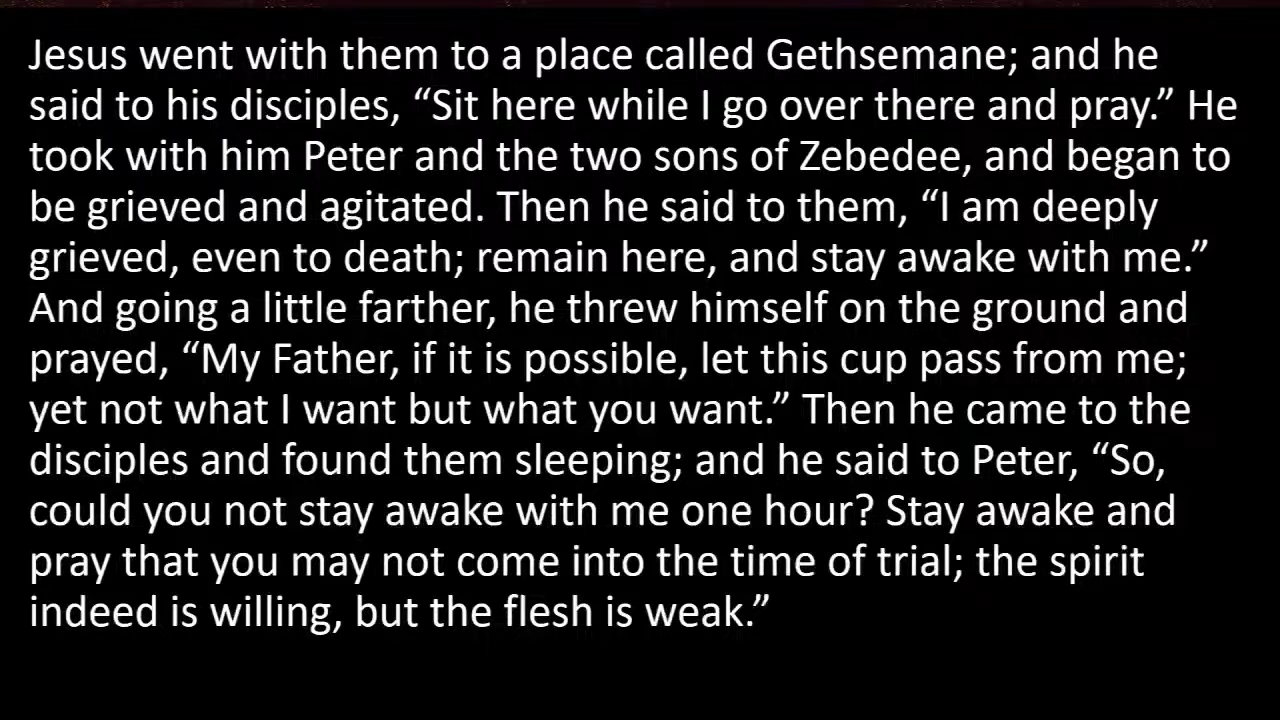 Jesus went with them to a place called Gethsemane; and he
said to his disciples, “Sit here while I go over there and pray.” He
took with him Peter and the two sons of Zebedee, and began to
be grieved and agitated. Then he said to them, “I am deeply
grieved, even to death; remain here, and stay awake with me.”
And going a little farther, he threw himself on the ground and
prayed, “My Father, if it is possible, let this cup pass from me;
yet not what I want but what you want.” Then he came to the
disciples and found them sleeping; and he said to Peter, “So,
could you not stay awake with me one hour? Stay awake and
pray that you may not come into the time of trial; the spirit
indeed is willing, but the flesh is weak.”